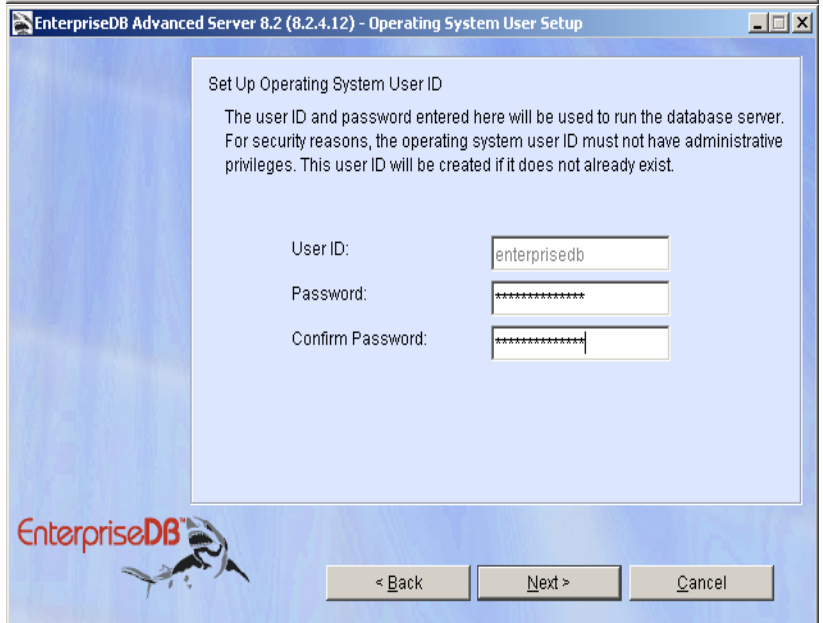 EnterpriseDB Advanced Server 8.2 (8.2.4.12) - Operating System User Setup
Set Up Operating System User ID
The user ID and password entered here will be used to run the database server.
For security reasons, the operating system user ID must not have administrative
privileges. This user ID will be created if it does not already exist.
User ID:
enterprisedb
Password:
**************
Confirm Password:
**************
EnterpriseDB™
< Back
Next >
Cancel